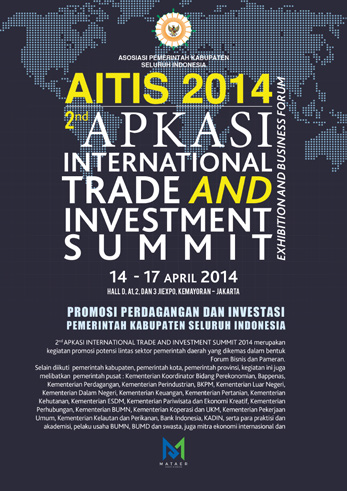 ASOSIASI PEMERINTAH KABUPATEN
SELURUH INDONESIA
AITIS 2014
2nd APKASI
INTERNATIONAL
TRADE AND
INVESTMENT
SUMMIT
EXHIBITION AND BUSINESS FORUM
14 - 17 APRIL 2014
HALL D, A1,2, DAN 3 JIEXPO, KEMAYORAN – JAKARTA
PROMOSI PERDAGANGAN DAN INVESTASI
PEMERINTAH KABUPATEN SELURUH INDONESIA
2nd APKASI INTERNATIONAL TRADE AND INVESTMENT SUMMIT 2014 merupakan
kegiatan promosi potensi lintas sektor pemerintah daerah yang dikemas dalam bentuk
Forum Bisnis dan Pameran.
Selain diikuti pemerintah kabupaten, pemerintah kota, pemerintah provinsi, kegiatan ini juga
melibatkan pemerintah pusat : Kementerian Koordinator Bidang Perekonomian, Bappenas,
Kementerian Perdagangan, Kementerian Perindustrian, BKPM, Kementerian Luar Negeri,
Kementerian Dalam Negeri, Kementerian Keuangan, Kementerian Pertanian, Kementerian
Kehutanan, Kementerian ESDM, Kementerian Pariwisata dan Ekonomi Kreatif, Kementerian
Perhubungan, Kementerian BUMN, Kementerian Koperasi dan UKM, Kementerian Pekerjaan
Umum, Kementerian Kelautan dan Perikanan, Bank Indonesia, KADIN, serta para praktisi dan
akademisi, pelaku usaha BUMN, BUMD dan swasta, juga mitra ekonomi internasional dan
MATAER